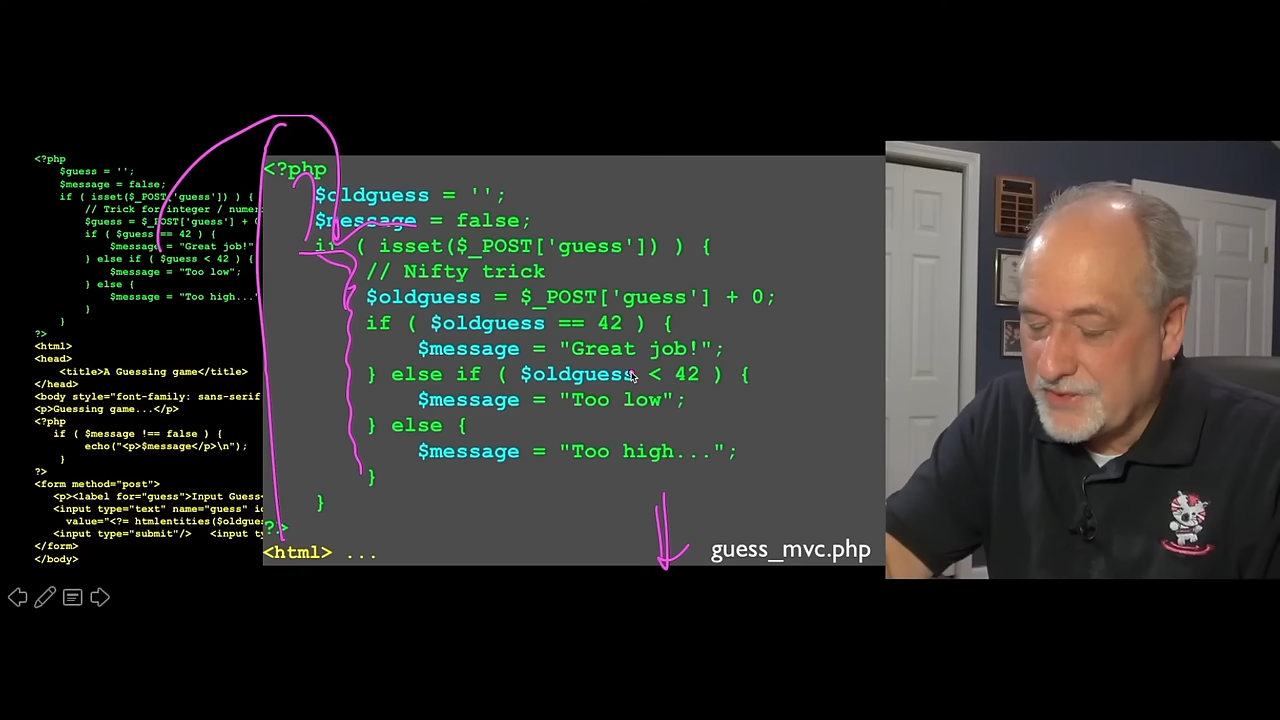 <?php
$guess = '';
$message = false;
if ( isset($_POST['guess']) ) {
// Trick for integer / numer
$guess = $_POST['guess'] + 0
if ( $guess == 42 ) {
$message = "Great job!"
} else if ( $guess < 42 ) {
$message = "Too low";
} else {
$message = "Too high...'
}
}
?>
<html>
<head>
<title>A Guessing game</title>
</head>
<body style="font-family: sans-serif
<p>Guessing game...</p>
<?php
if ( $message !== false ) {
echo("<p>$message</p>\n");
}
?>
<form method="post">
<p><label for="guess">Input Guess<
<input type="text" name="guess" i
value="<?= htmlentities($oldgues
<input type="submit"/> <input ty
</form>
</body>
<?php
$oldguess = '';
$message = false;
if ( isset($_POST['guess']) ) {
// Nifty trick
$oldguess = $_POST['guess'] + 0;
if ( $oldguess == 42 ) {
$message = "Great job!";
} else if ( $oldguess < 42 ) {
$message = "Too low";
} else {
$message = "Too high...";
}
}
?>
<html> ...
guess_mvc.php